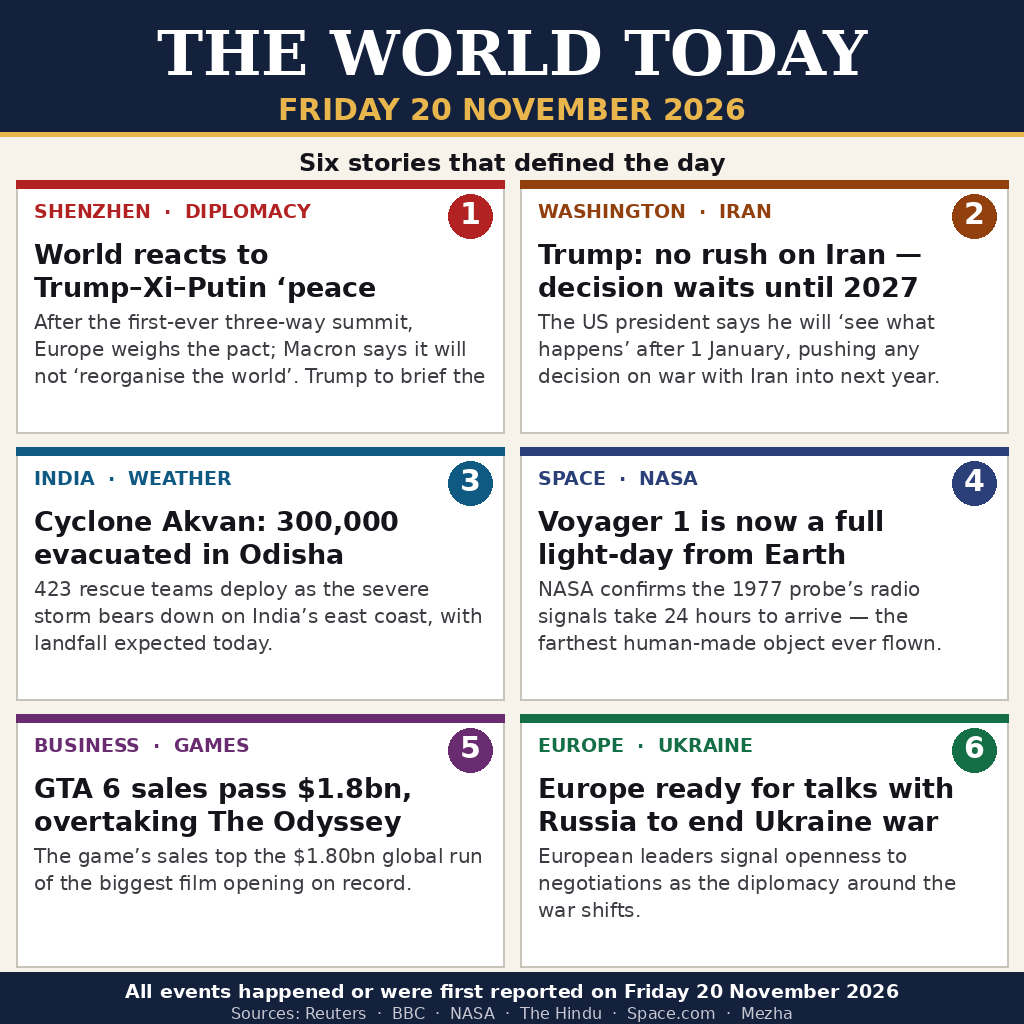 THE WORLD TODAY
FRIDAY 20 NOVEMBER 2026
Six stories that defined the day
SHENZHEN · DIPLOMACY
1
World reacts to
Trump–Xi–Putin ‘peace
After the first-ever three-way summit,
Europe weighs the pact; Macron says it will
not ‘reorganise the world’. Trump to brief the
WASHINGTON · IRAN
2
Trump: no rush on Iran —
decision waits until 2027
The US president says he will ‘see what
happens’ after 1 January, pushing any
decision on war with Iran into next year.
INDIA · WEATHER
3
Cyclone Akvan: 300,000
evacuated in Odisha
423 rescue teams deploy as the severe
storm bears down on India’s east coast, with
landfall expected today.
SPACE · NASA
4
Voyager 1 is now a full
light-day from Earth
NASA confirms the 1977 probe’s radio
signals take 24 hours to arrive — the
farthest human-made object ever flown.
BUSINESS · GAMES
5
GTA 6 sales pass $1.8bn,
overtaking The Odyssey
The game’s sales top the $1.80bn global run
of the biggest film opening on record.
EUROPE · UKRAINE
6
Europe ready for talks with
Russia to end Ukraine war
European leaders signal openness to
negotiations as the diplomacy around the
war shifts.
All events happened or were first reported on Friday 20 November 2026
Sources: Reuters · BBC · NASA · The Hindu · Space.com · Mezha